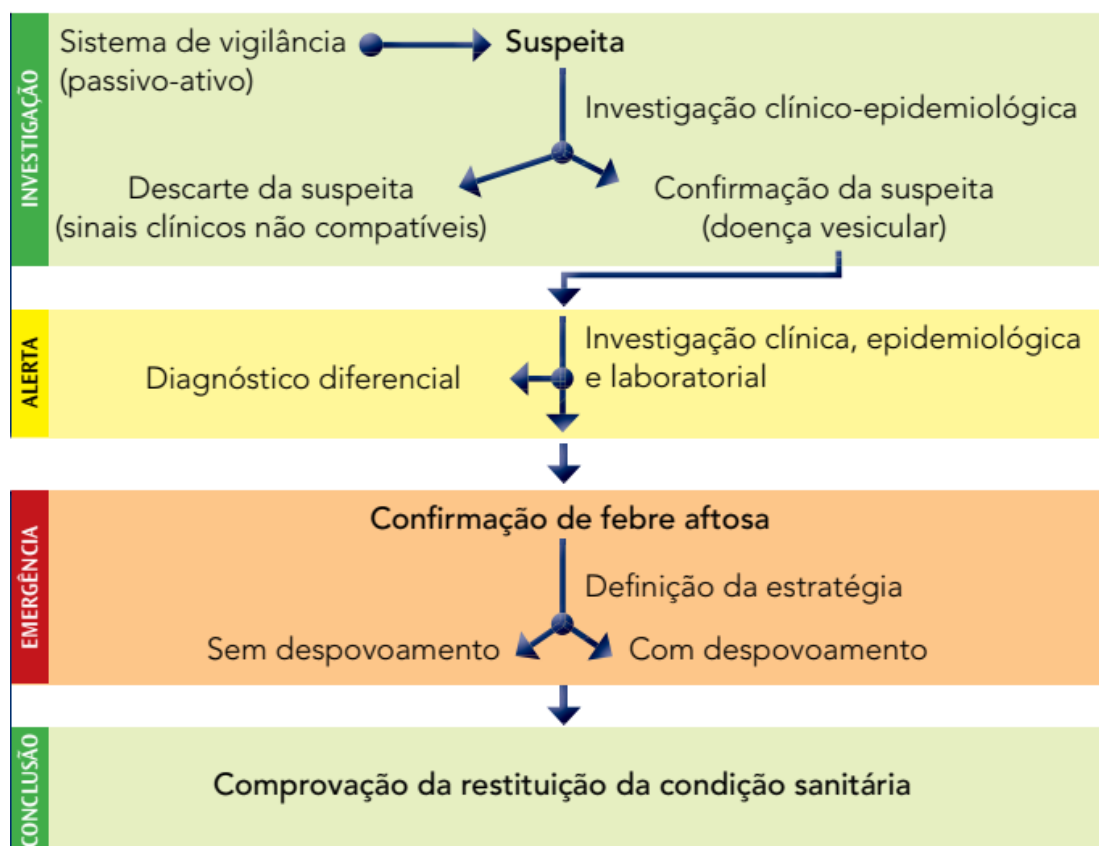 INVESTIGAÇÃO
Sistema de vigilância
(passivo-ativo)
Suspeita
Investigação clínico-epidemiológica
Descarte da suspeita
(sinais clínicos não compatíveis)
Confirmação da suspeita
(doença vesicular)
ALERTA
Investigação clínica, epidemiológica
e laboratorial
Diagnóstico diferencial
EMERGÊNCIA
Confirmação de febre aftosa
Definição da estratégia
Sem despovoamento
Com despovoamento
CONCLUSÃO
Comprovação da restituição da condição sanitária